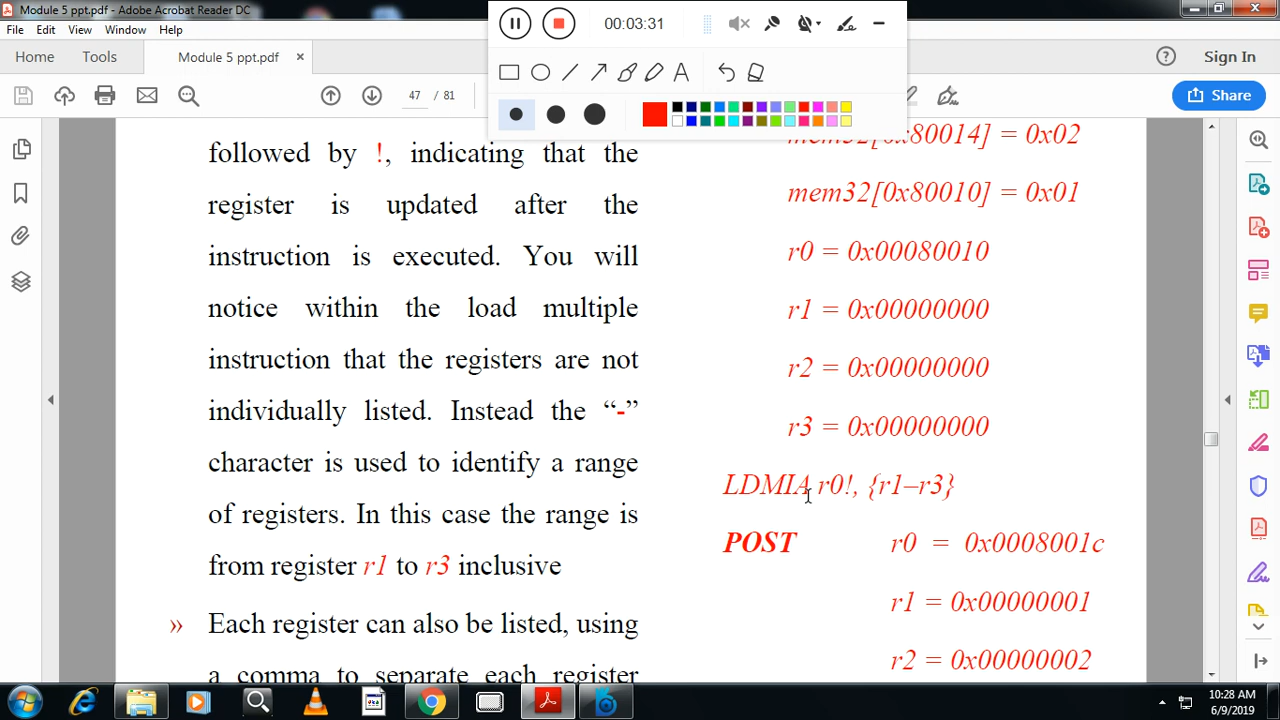 Module 5 ppt.pdf - Adobe Acrobat Reader DC
File Edit View Window Help
00:03:31
Home Tools Module 5 ppt.pdf ×
Sign In
47 / 81
Share
followed by !, indicating that the
register is updated after the
instruction is executed. You will
notice within the load multiple
instruction that the registers are not
individually listed. Instead the “-”
character is used to identify a range
of registers. In this case the range is
from register r1 to r3 inclusive
» Each register can also be listed, using
a comma to separate each register
mem32[0x80014] = 0x02
mem32[0x80010] = 0x01
r0 = 0x00080010
r1 = 0x00000000
r2 = 0x00000000
r3 = 0x00000000
LDMIA r0!, {r1–r3}
POST r0 = 0x0008001c
r1 = 0x00000001
r2 = 0x00000002
10:28 AM
6/9/2019